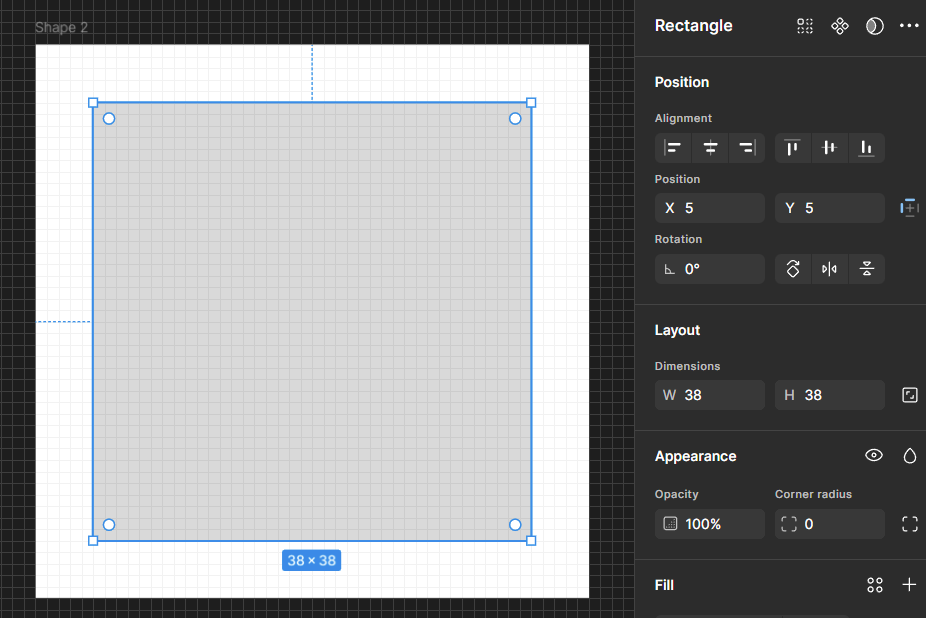 Shape 2
38 × 38
Rectangle
Position
Alignment
Position
X 5
Y 5
Rotation
0°
Layout
Dimensions
W 38
H 38
Appearance
Opacity
Corner radius
100%
0
Fill